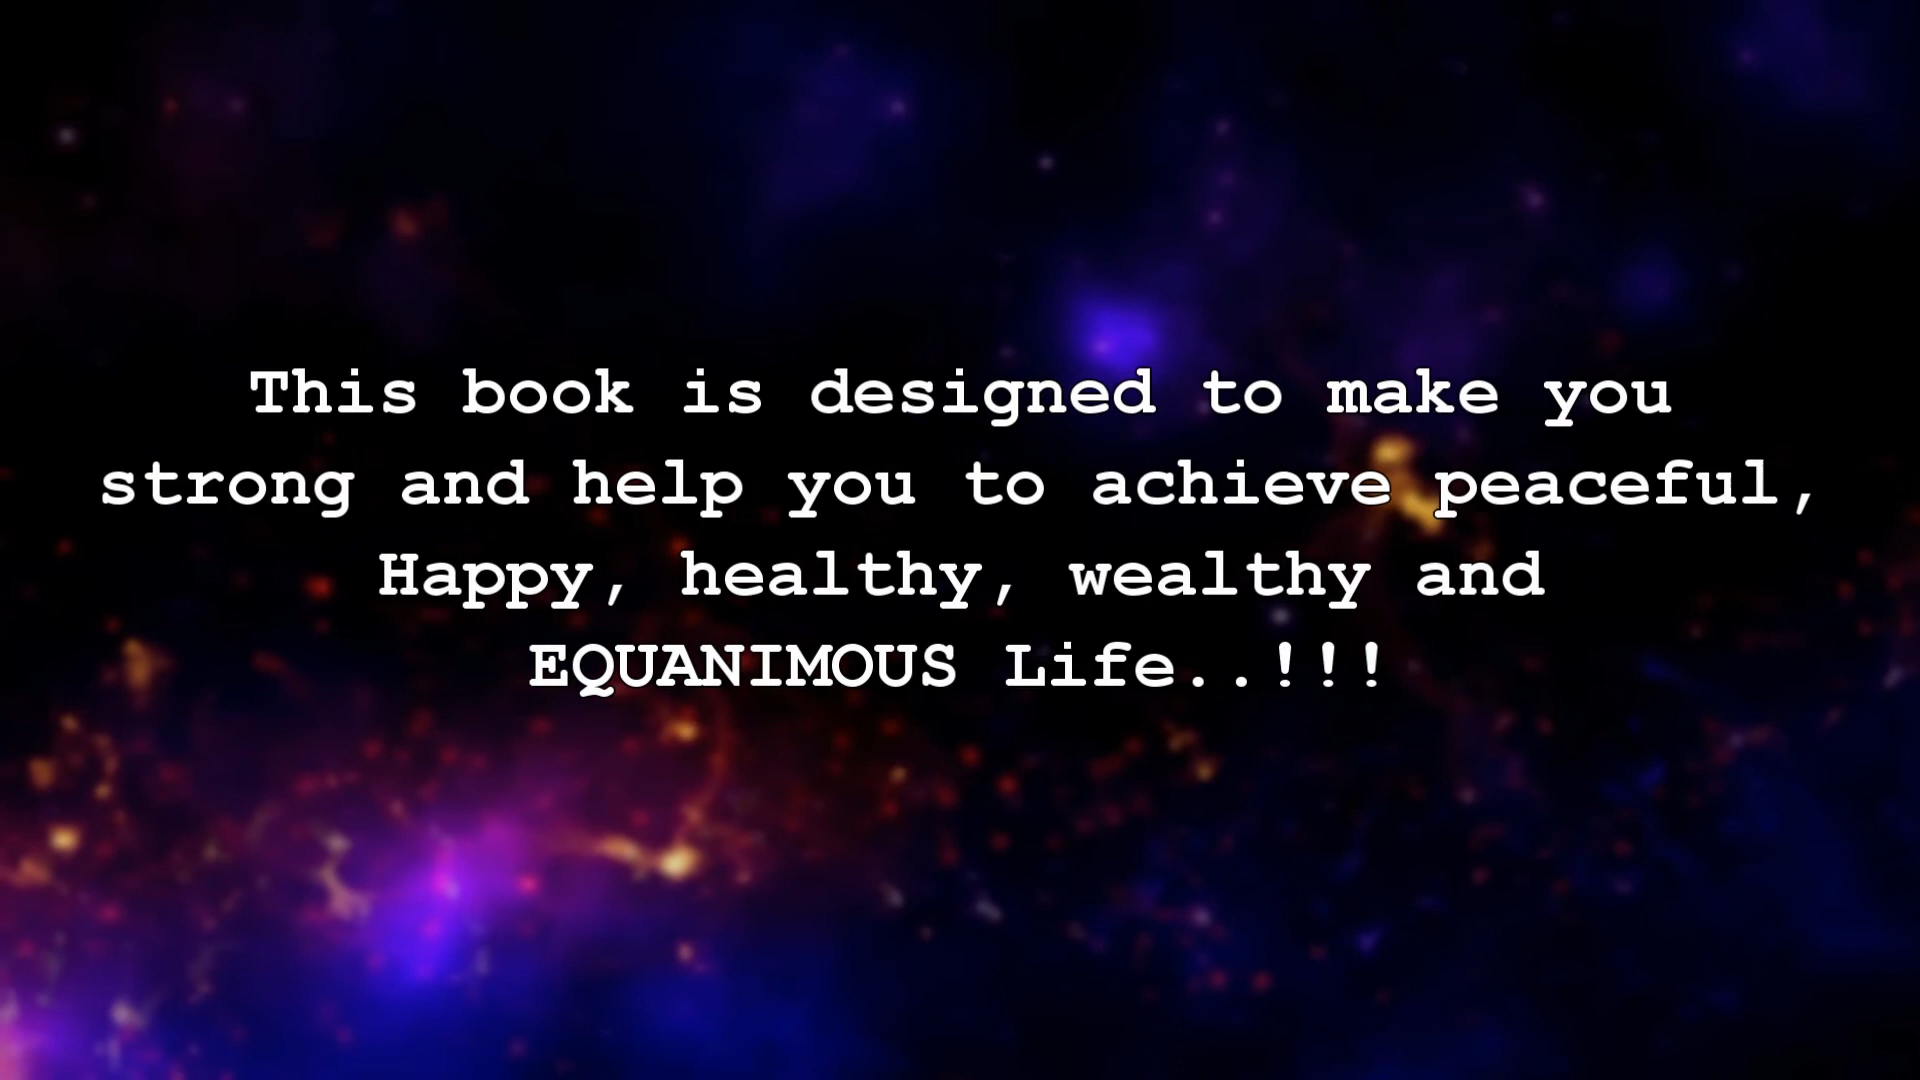 This book is designed to make you
strong and help you to achieve peaceful,
Happy, healthy, wealthy and
EQUANIMOUS Life..!!!